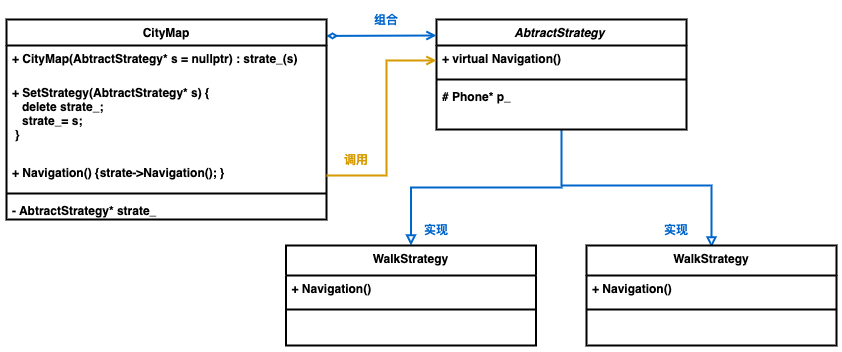 CityMap
+ CityMap(AbtractStrategy* s = nullptr) : strate_(s)
+ SetStrategy(AbtractStrategy* s) {
delete strate_;
strate_= s;
}
+ Navigation() {strate->Navigation(); }
- AbtractStrategy* strate_
组合
调用
AbtractStrategy
+ virtual Navigation()
# Phone* p_
实现
实现
WalkStrategy
+ Navigation()
WalkStrategy
+ Navigation()